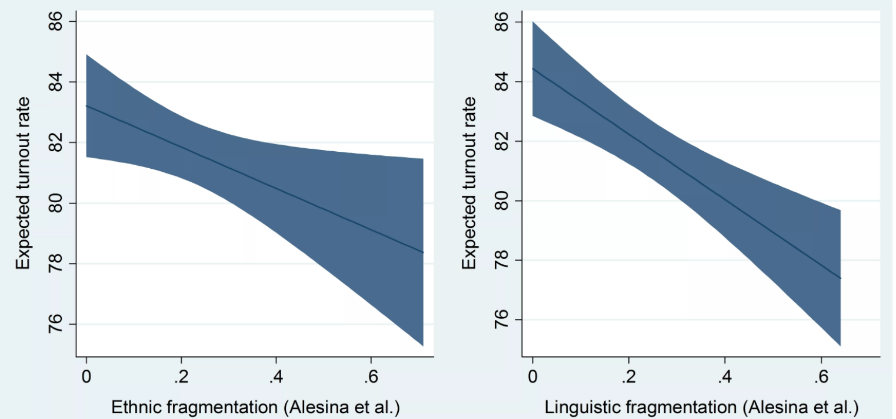 86
84
82
80
78
76
Expected turnout rate
0 .2 .4 .6
Ethnic fragmentation (Alesina et al.)
86
84
82
80
78
76
Expected turnout rate
0 .2 .4 .6
Linguistic fragmentation (Alesina et al.)